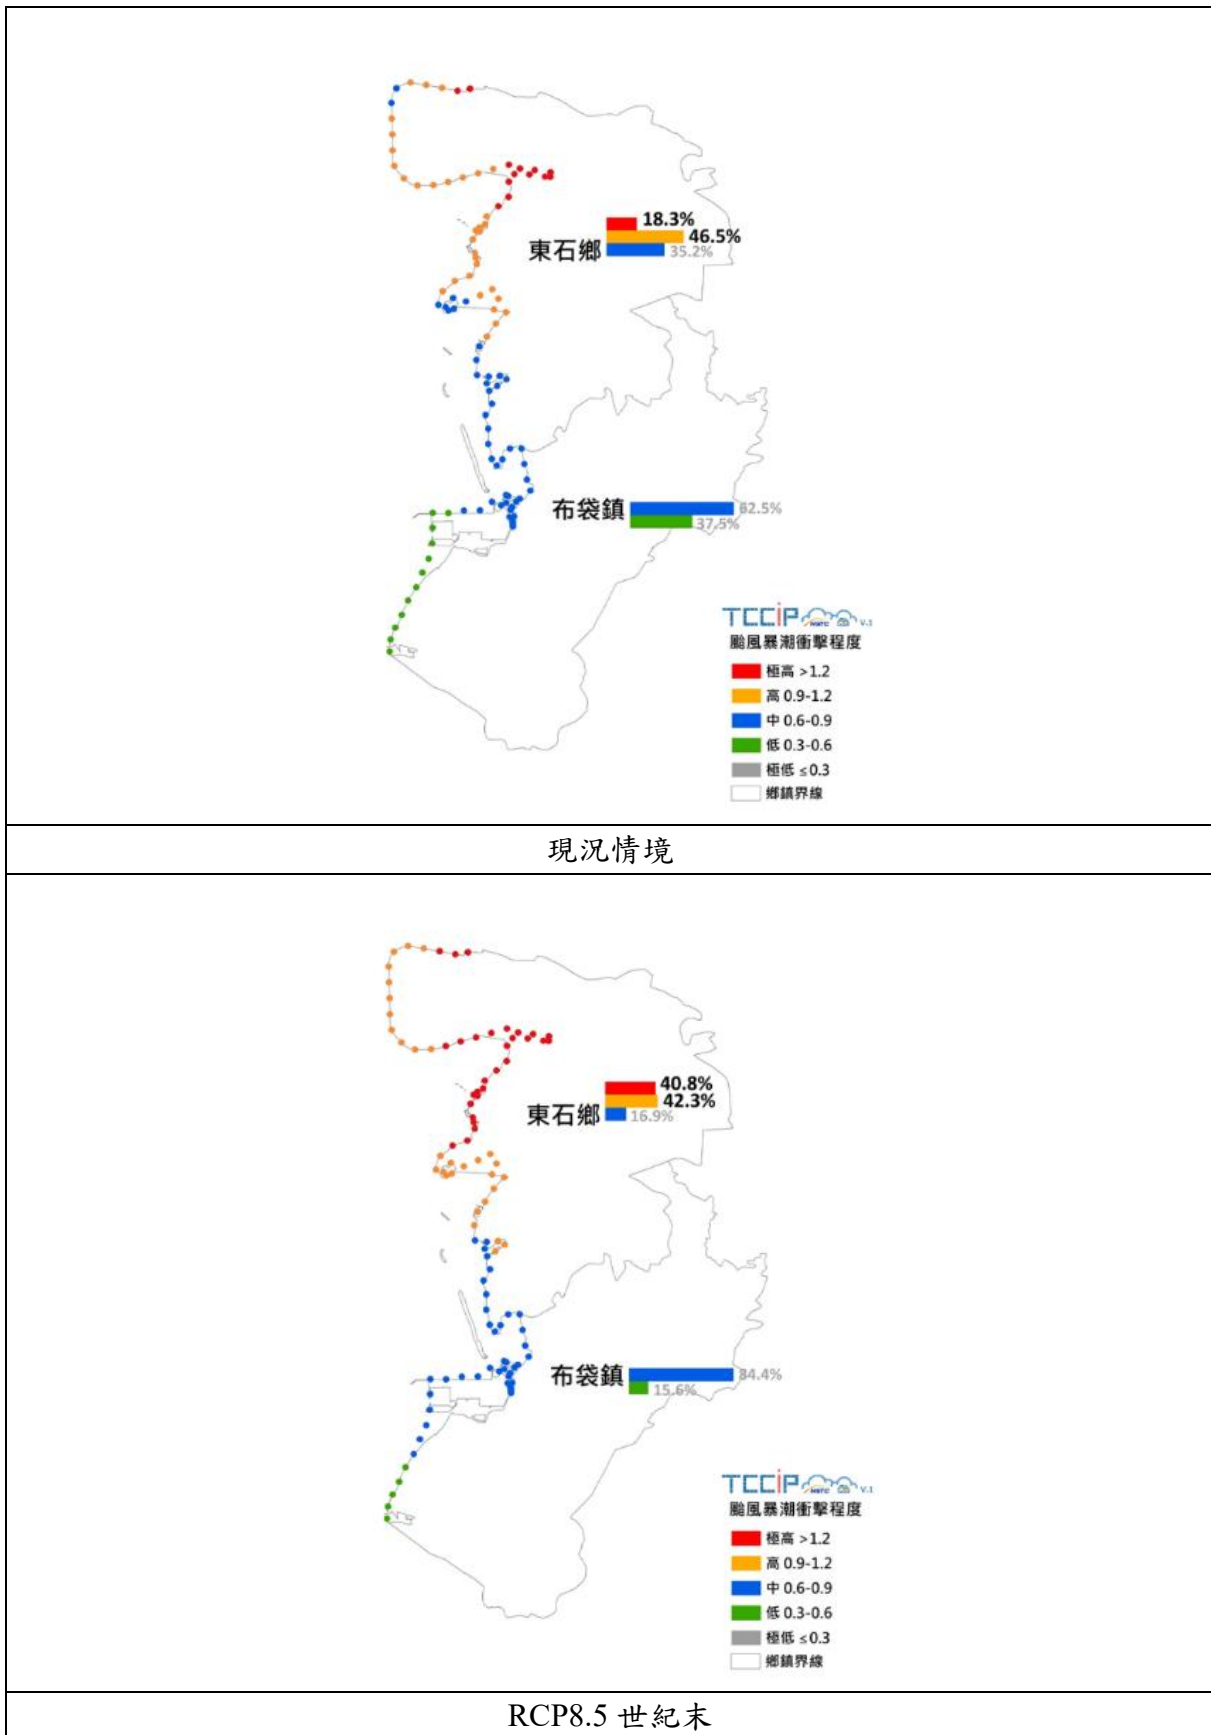 18.3%
46.5%
東石鄉
35.2%
布袋鎮
62.5%
37.5%
TCCiP NSTC V.1
颱風暴潮衝擊程度
極高 >1.2
高 0.9-1.2
中 0.6-0.9
低 0.3-0.6
極低 ≤0.3
鄉鎮界線
現況情境
40.8%
42.3%
東石鄉
16.9%
布袋鎮
84.4%
15.6%
TCCiP NSTC V.1
颱風暴潮衝擊程度
極高 >1.2
高 0.9-1.2
中 0.6-0.9
低 0.3-0.6
極低 ≤0.3
鄉鎮界線
RCP8.5 世紀末